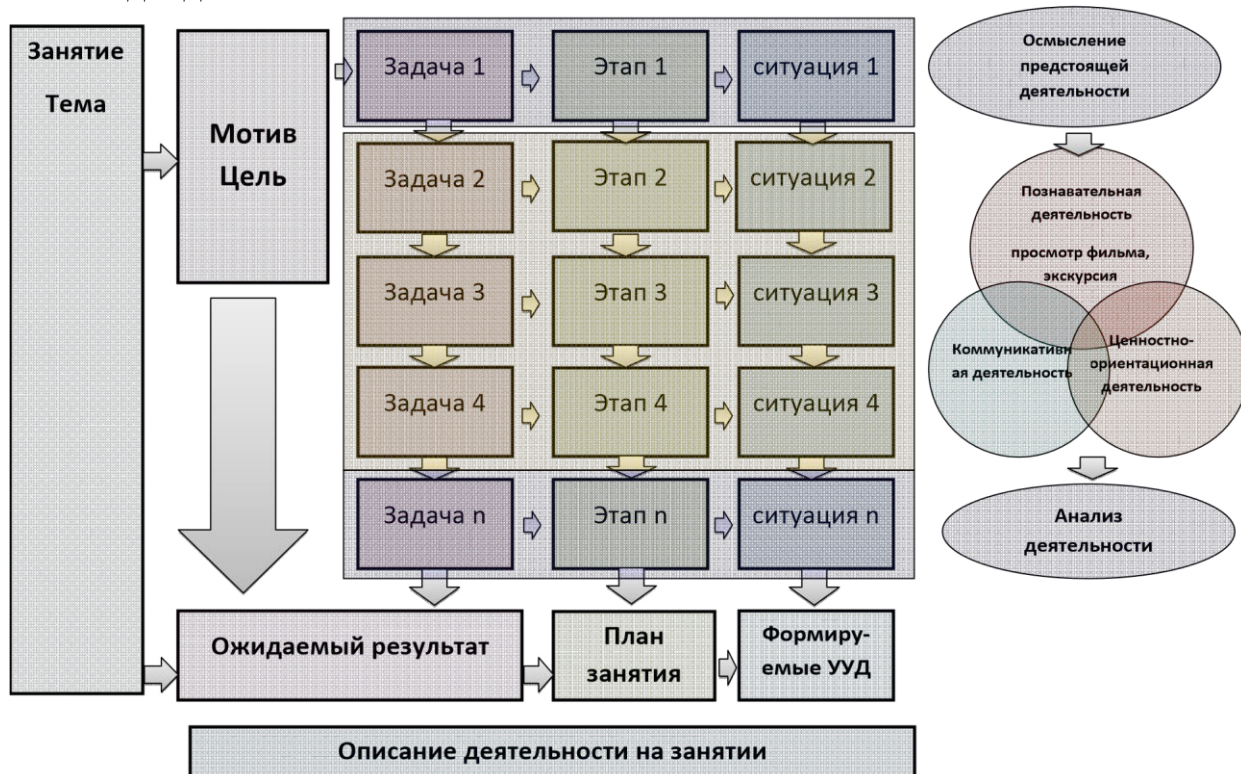 Занятие
Тема
Мотив
Цель
Задача 1
Этап 1
ситуация 1
Задача 2
Этап 2
ситуация 2
Задача 3
Этап 3
ситуация 3
Задача 4
Этап 4
ситуация 4
Задача n
Этап n
ситуация n
Ожидаемый результат
План
занятия
Формиру-
емые УУД
Описание деятельности на занятии
Осмысление
предстоящей
деятельности
Познавательная
деятельность
просмотр фильма,
экскурсия
Коммуникативн
ая деятельность
Ценностно-
ориентационная
деятельность
Анализ
деятельности